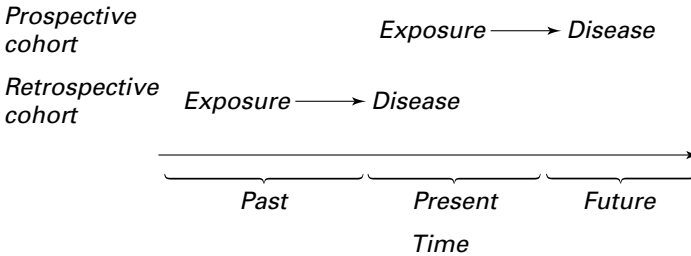 Prospective
cohort
Exposure Disease
Retrospective
cohort
Exposure Disease
Past Present Future
Time